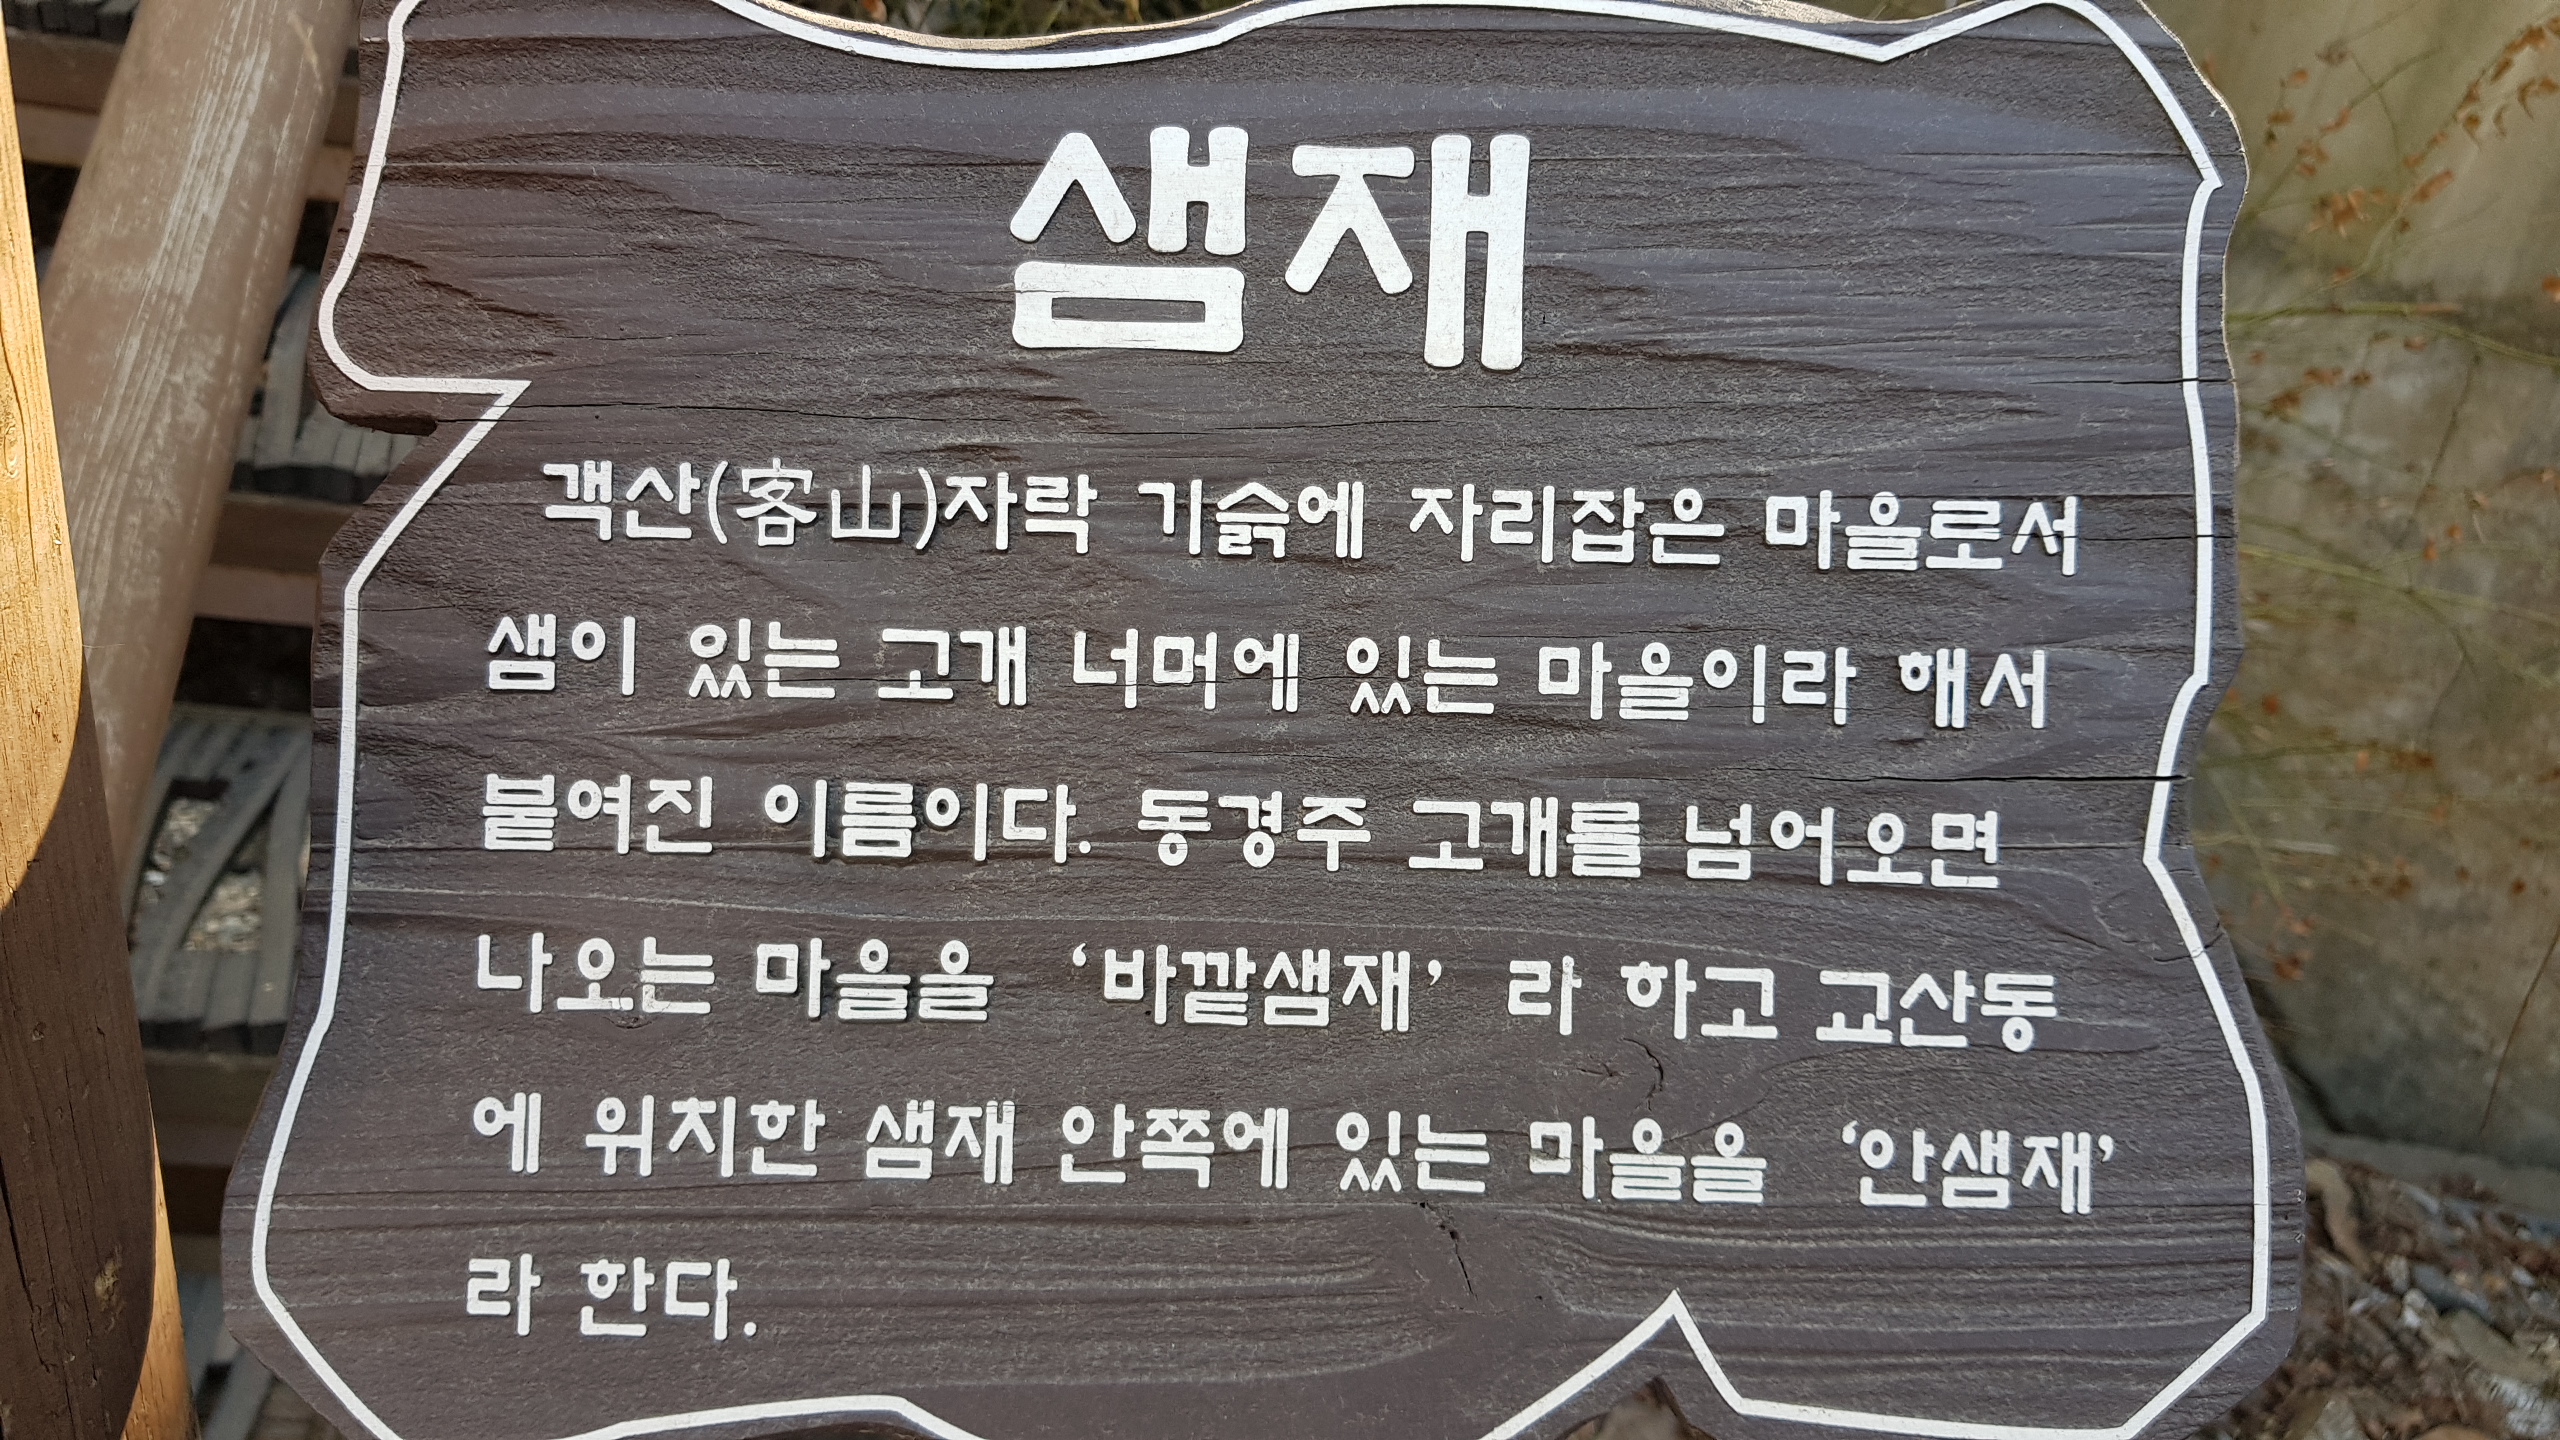 샘재
객산(客山)자락 기슭에 자리잡은 마을로서
샘이 있는 고개 너머에 있는 마을이라 해서
붙여진 이름이다. 동경주 고개를 넘어오면
나오는 마을을 ‘바깥샘재’ 라 하고 교산동
에 위치한 샘재 안쪽에 있는 마을을 ‘안샘재’
라 한다.